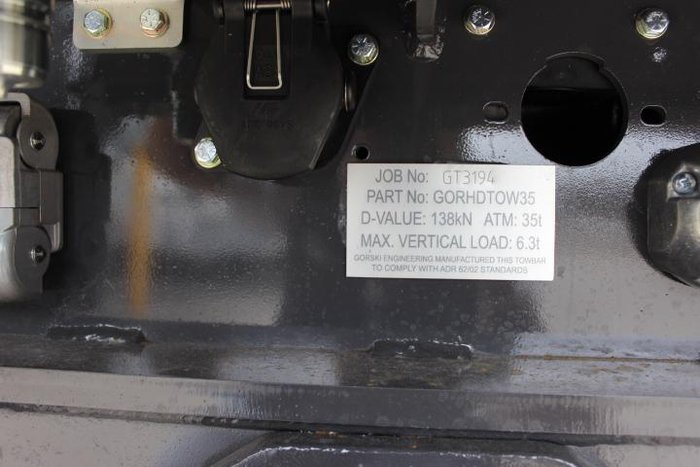 JOB No: GT3194
PART No: GORHDTOW35
D-VALUE: 138kN ATM: 35t
MAX. VERTICAL LOAD: 6.3t
GORSKI ENGINEERING MANUFACTURED THIS TOWBAR
TO COMPLY WITH ADR 62/02 STANDARDS